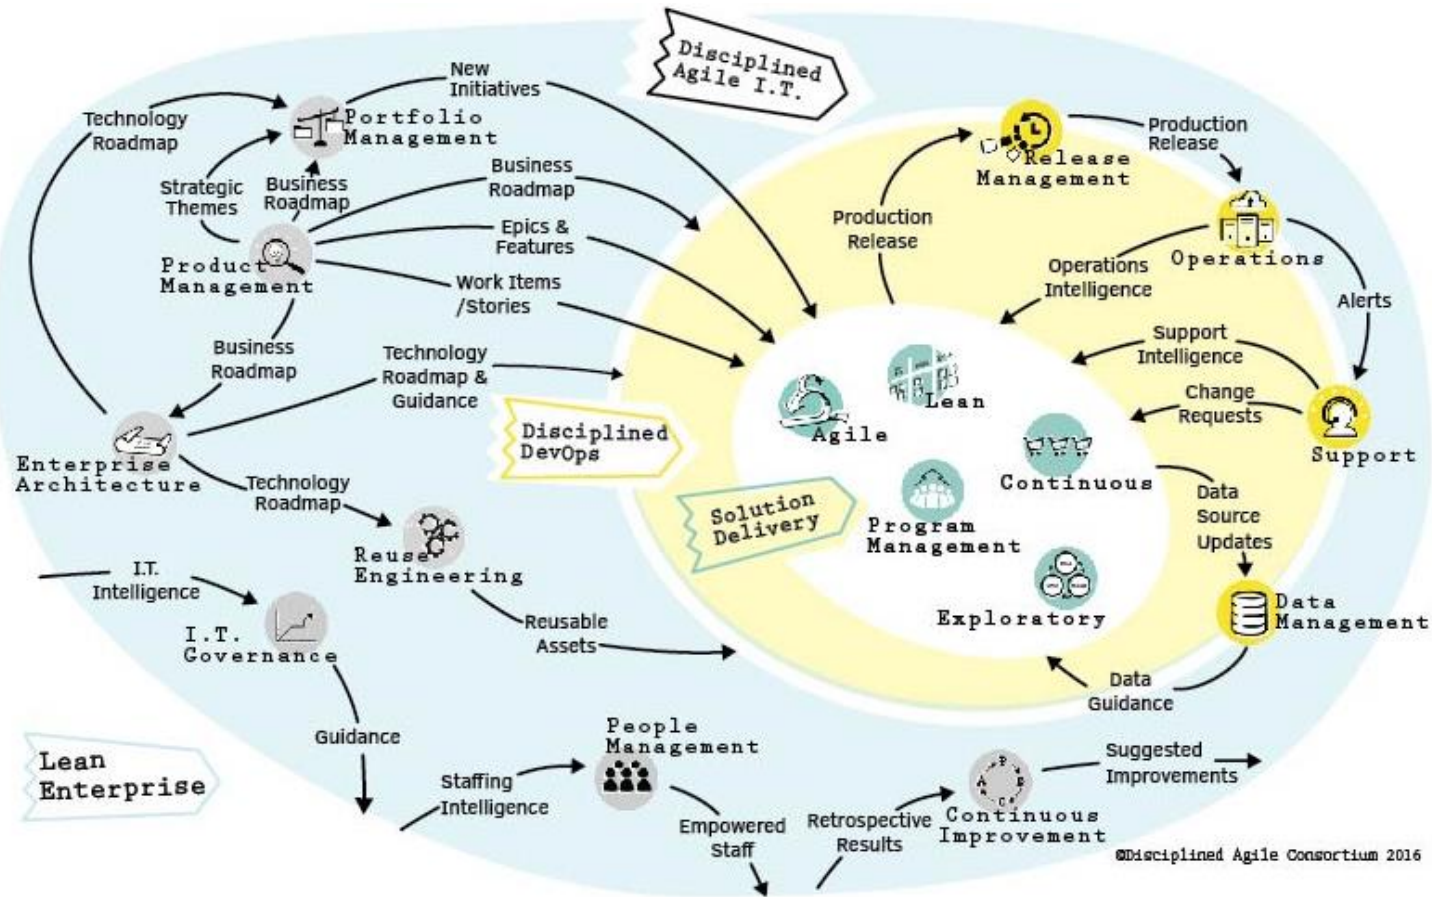 Disciplined
Agile I.T.
New
Initiatives
Technology
Roadmap
Portfolio
Management
Production
Release
Release
Management
Strategic
Themes
Business
Roadmap
Business
Roadmap
Production
Release
Epics &
Features
Product
Management
Work Items
/Stories
Operations
Intelligence
Operations
Alerts
Business
Roadmap
Technology
Roadmap &
Guidance
Support
Intelligence
Change
Requests
Lean
Agile
Disciplined
DevOps
Support
Enterprise
Architecture
Technology
Roadmap
Continuous
Data
Source
Updates
Solution
Delivery
Program
Management
Reuse
Engineering
I.T.
Intelligence
Exploratory
Data
Management
I.T.
Governance
Reusable
Assets
Data
Guidance
Guidance
People
Management
Lean
Enterprise
Staffing
Intelligence
Suggested
Improvements
P
D
C
A
Continuous
Improvement
Empowered
Staff
Retrospective
Results
©Disciplined Agile Consortium 2016